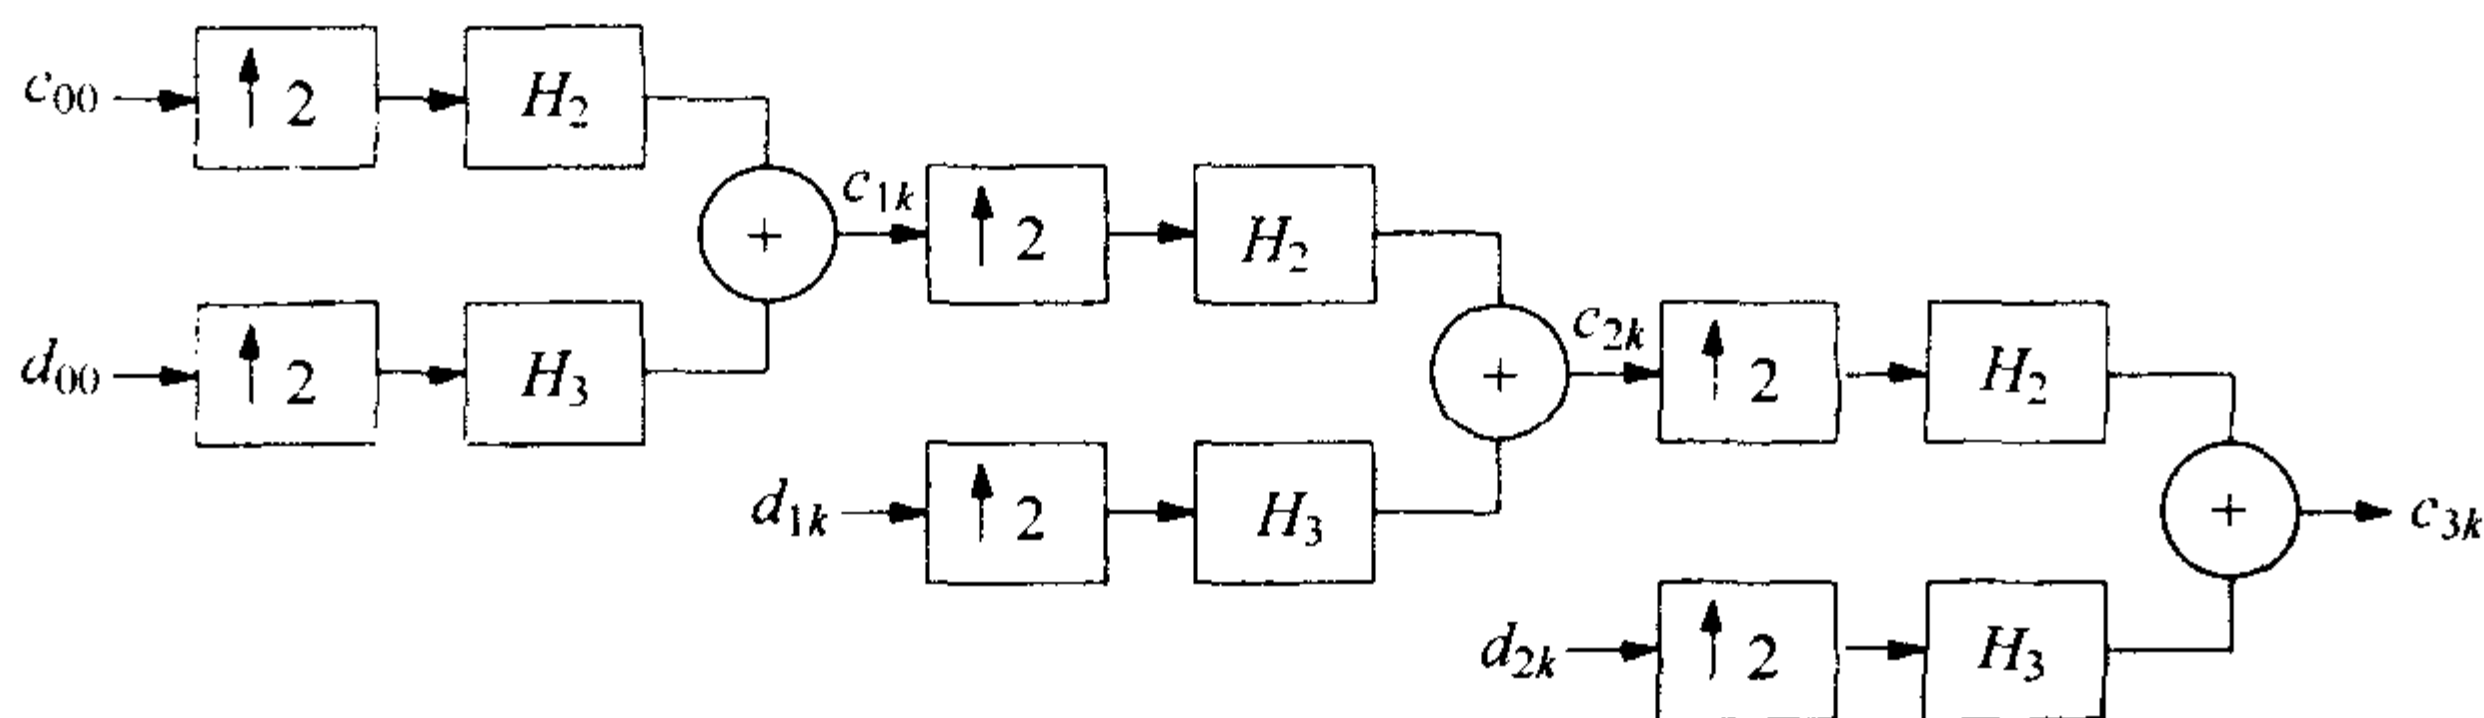 c₀₀ ↑ 2 H₂
d₀₀ ↑ 2 H₃
+ c₁ₖ ↑ 2 H₂
d₁ₖ ↑ 2 H₃
+ c₂ₖ ↑ 2 H₂
d₂ₖ ↑ 2 H₃
+ c₃ₖ